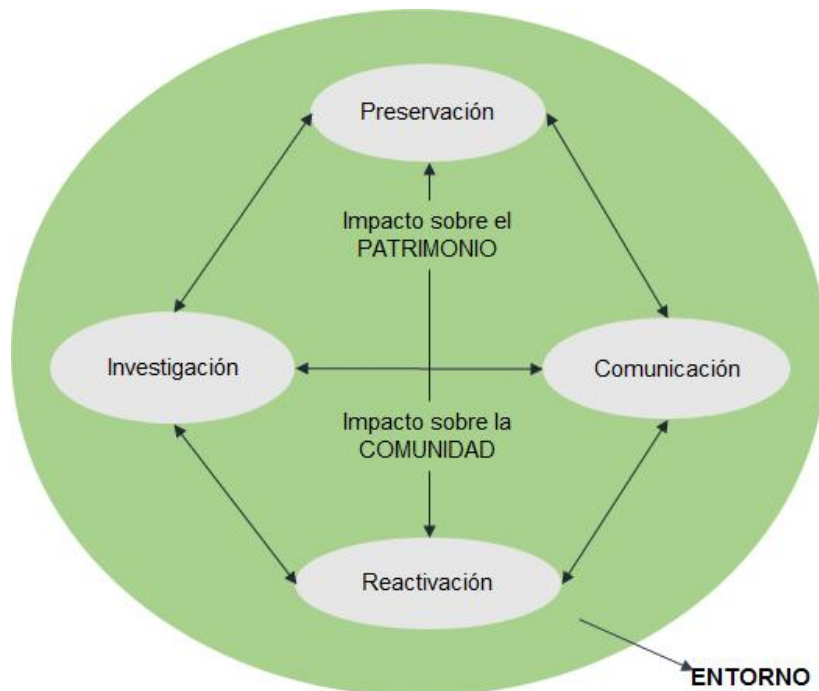 Preservación
Impacto sobre el
PATRIMONIO
Investigación
Comunicación
Impacto sobre la
COMUNIDAD
Reactivación
ENTORNO